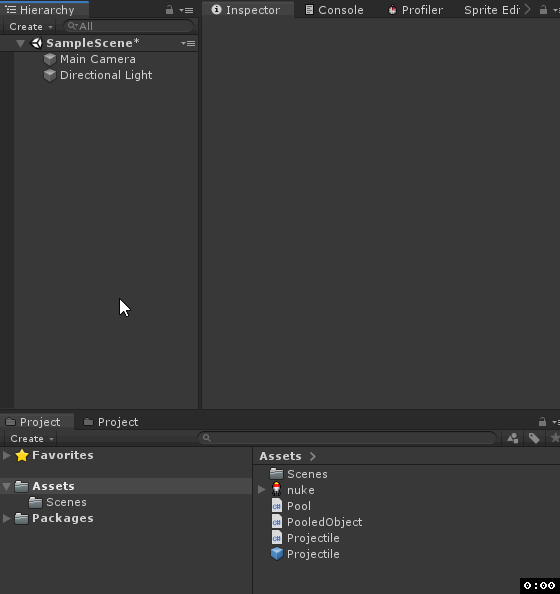 Hierarchy
Create
All
SampleScene*
Main Camera
Directional Light
Inspector
Console
Profiler
Sprite Edi
Project
Project
Create
Favorites
Assets
Scenes
Packages
Assets
Scenes
nuke
Pool
PooledObject
Projectile
Projectile
0:00